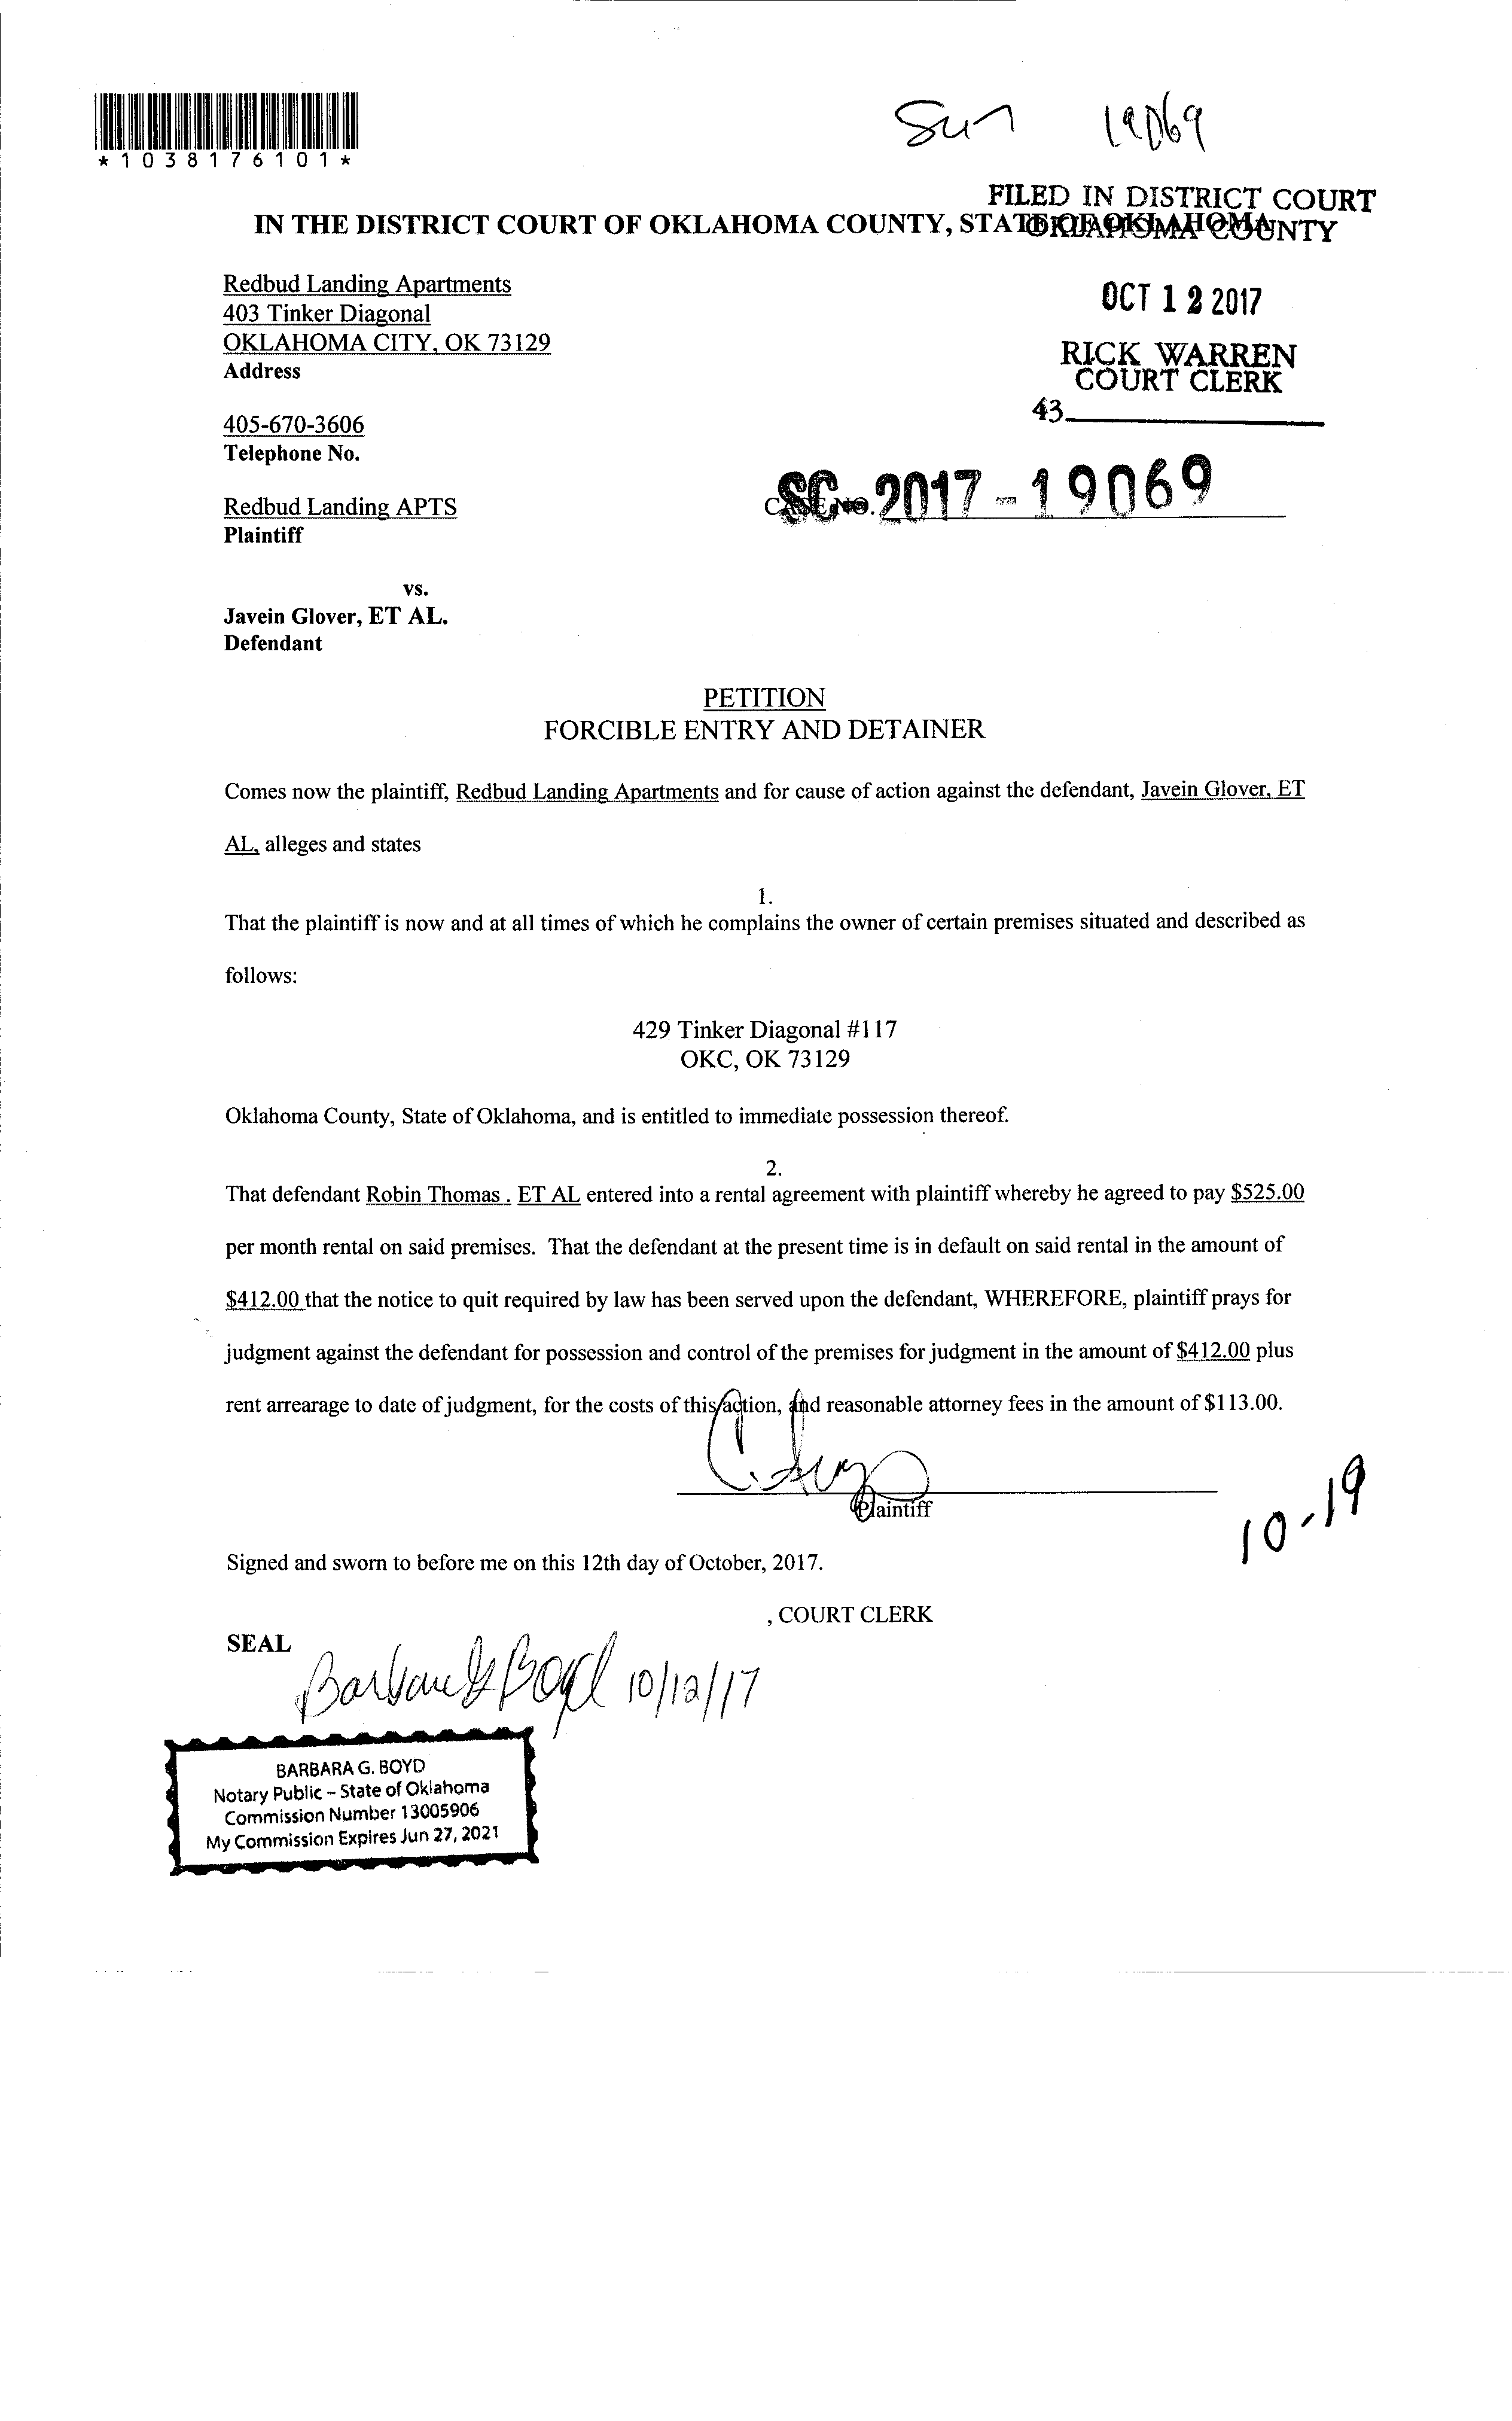 *1038176101*
Sun 19069
FILED IN DISTRICT COURT
OKLAHOMA COUNTY
IN THE DISTRICT COURT OF OKLAHOMA COUNTY, STATE OF OKLAHOMA
Redbud Landing Apartments
403 Tinker Diagonal
OKLAHOMA CITY, OK 73129
Address
OCT 12 2017
RICK WARREN
COURT CLERK
43
405-670-3606
Telephone No.
Redbud Landing APTS
Plaintiff
CASE NO. SC-2017-19069
vs.
Javein Glover, ET AL.
Defendant
PETITION
FORCIBLE ENTRY AND DETAINER
Comes now the plaintiff, Redbud Landing Apartments and for cause of action against the defendant, Javein Glover, ET
AL, alleges and states
1.
That the plaintiff is now and at all times of which he complains the owner of certain premises situated and described as
follows:
429 Tinker Diagonal #117
OKC, OK 73129
Oklahoma County, State of Oklahoma, and is entitled to immediate possession thereof.
2.
That defendant Robin Thomas . ET AL entered into a rental agreement with plaintiff whereby he agreed to pay $525.00
per month rental on said premises. That the defendant at the present time is in default on said rental in the amount of
$412.00 that the notice to quit required by law has been served upon the defendant, WHEREFORE, plaintiff prays for
judgment against the defendant for possession and control of the premises for judgment in the amount of $412.00 plus
rent arrearage to date of judgment, for the costs of this action, and reasonable attorney fees in the amount of $113.00.
Plaintiff
10-19
Signed and sworn to before me on this 12th day of October, 2017.
, COURT CLERK
SEAL
Barbara G Boyd 10/12/17
BARBARA G. BOYD
Notary Public - State of Oklahoma
Commission Number 13005906
My Commission Expires Jun 27, 2021